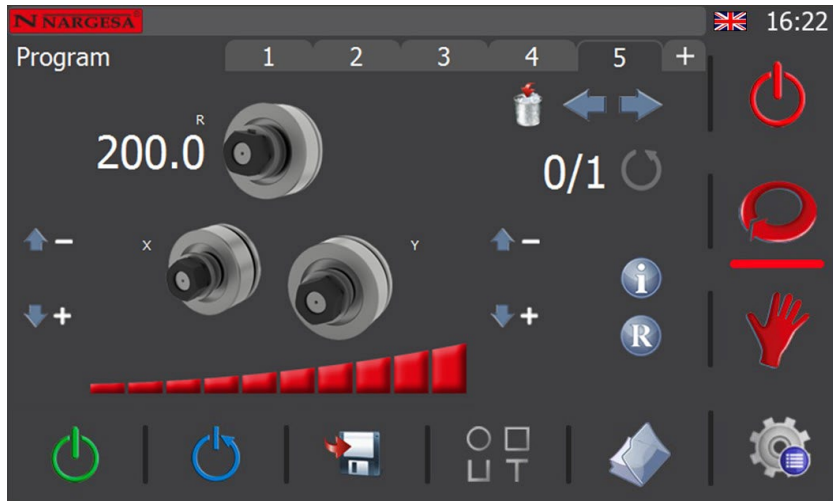 N NARGESA
16:22
Program 1 2 3 4 5 +
R
200.0
0/1
X Y
- -
i
+ +
R